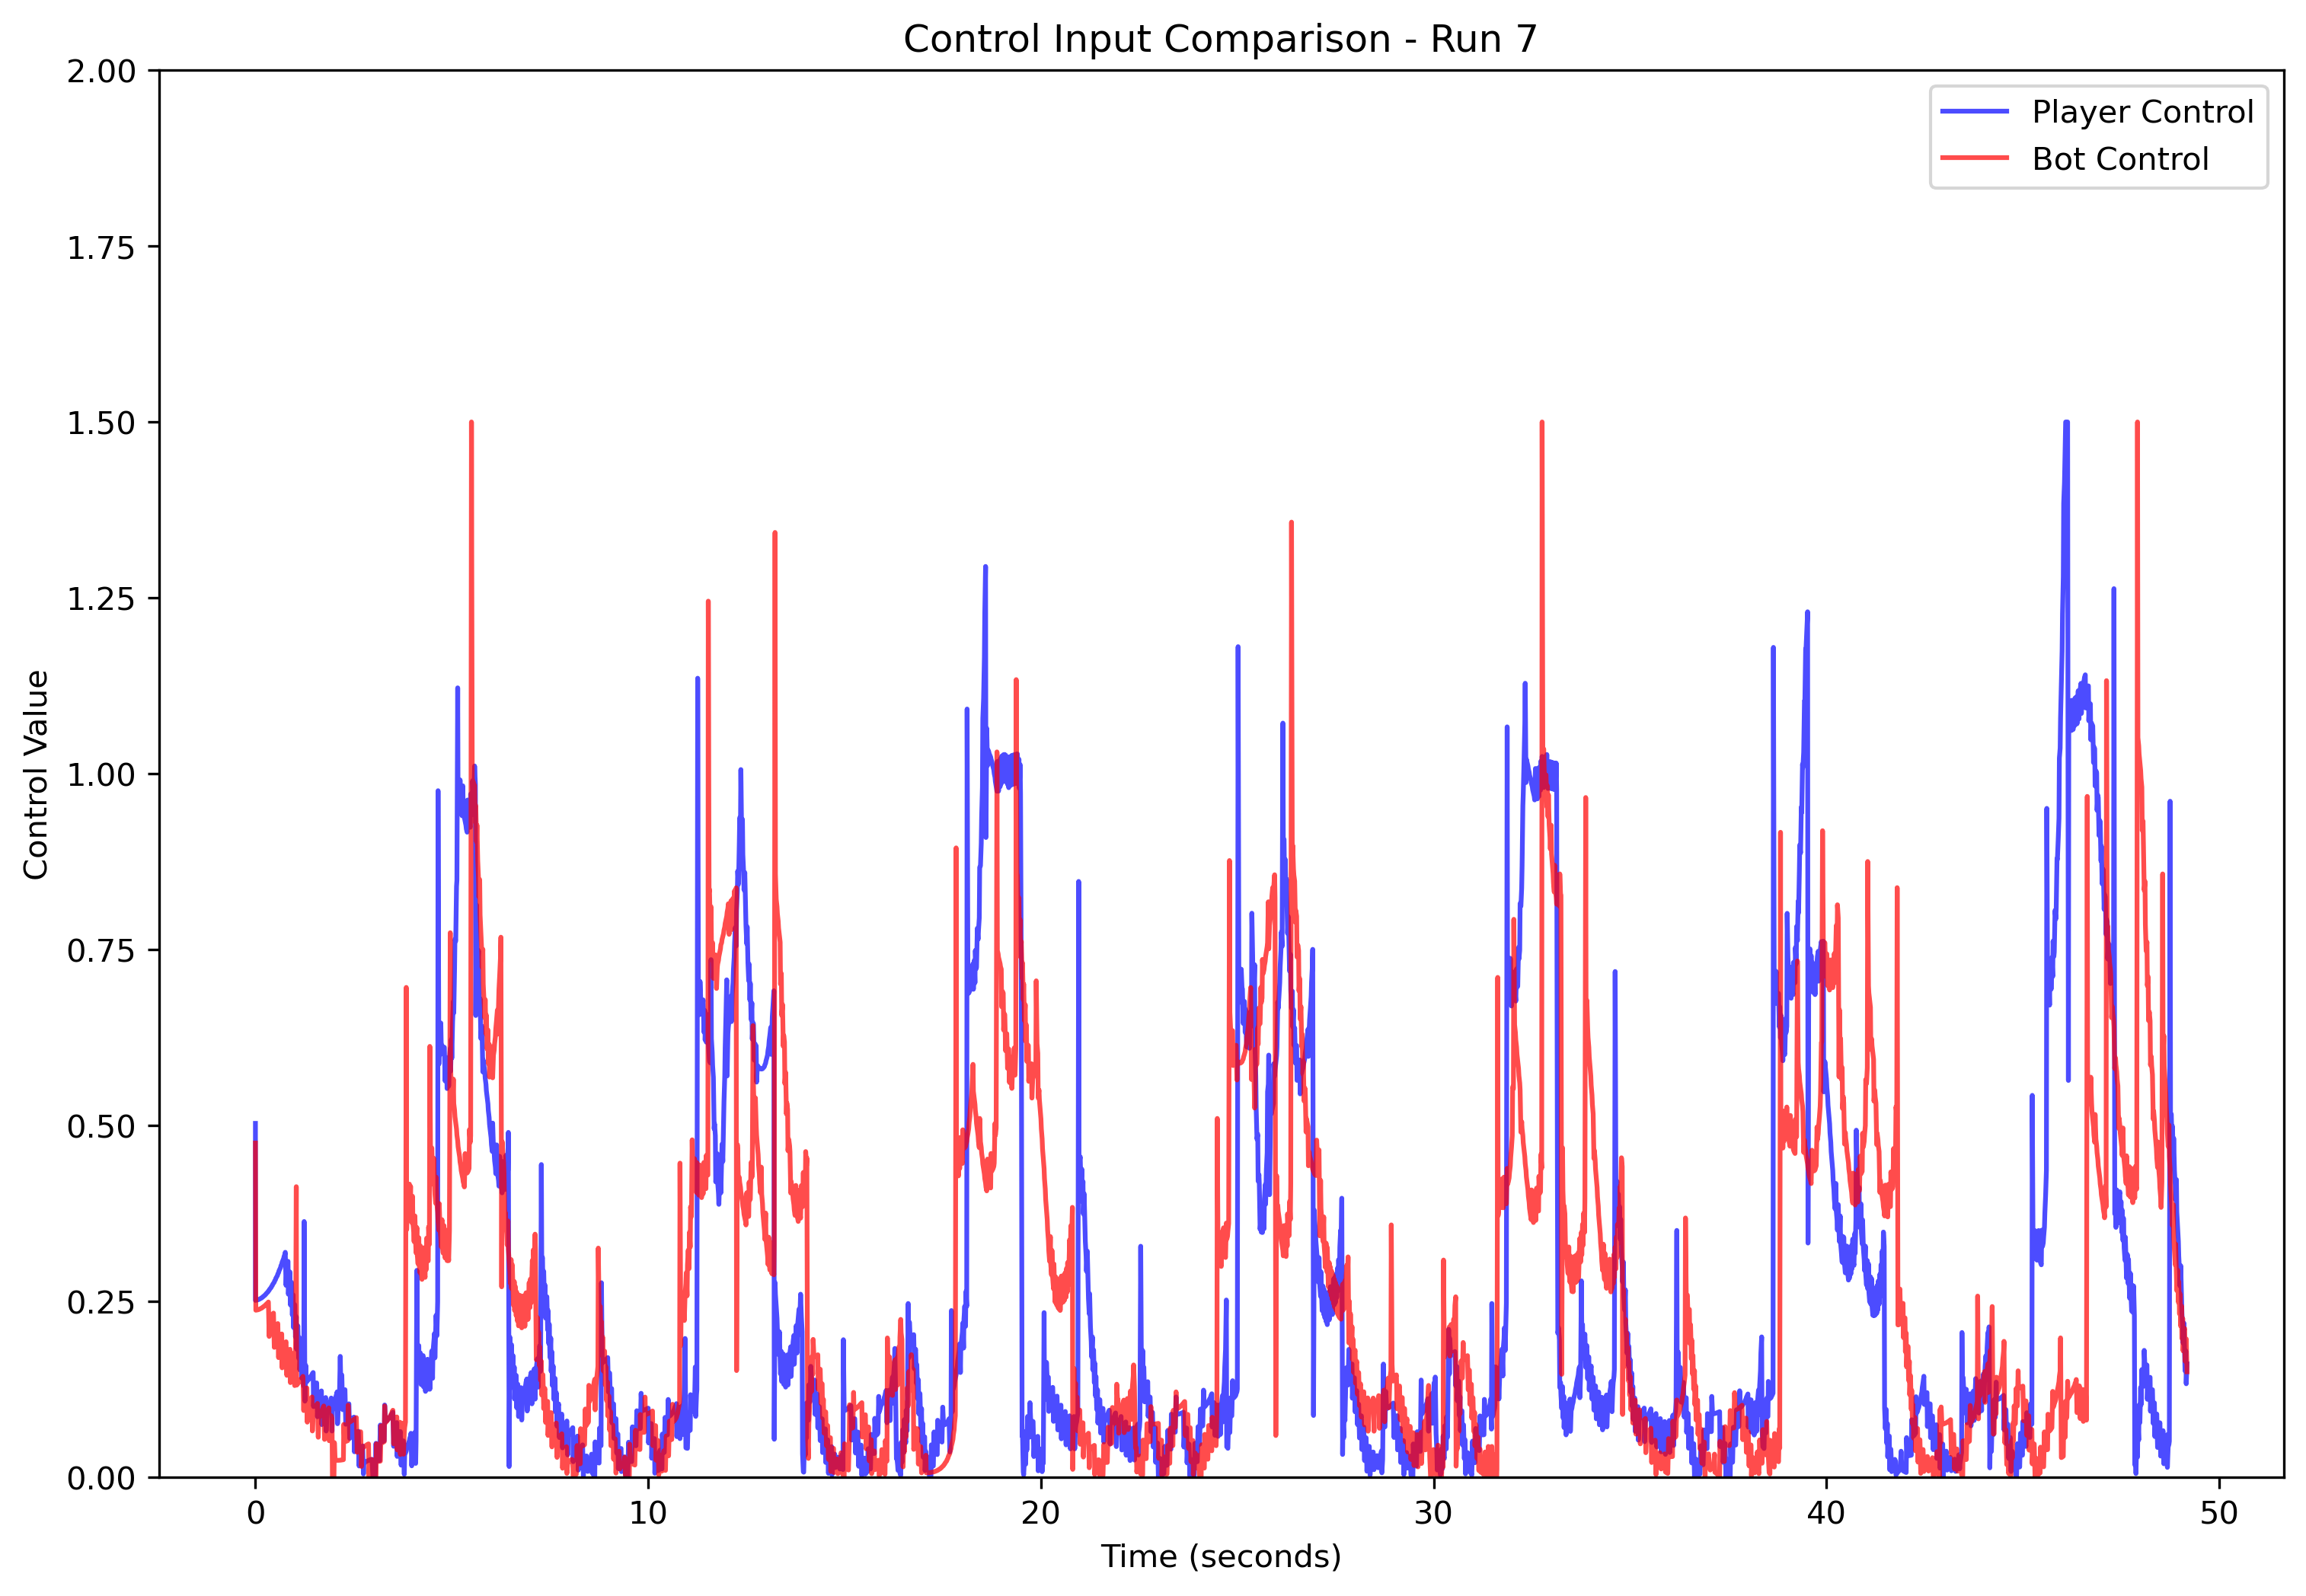 Control Input Comparison - Run 7
Player Control
Bot Control
2.00
1.75
1.50
1.25
1.00
0.75
0.50
0.25
0.00
Control Value
0 10 20 30 40 50
Time (seconds)